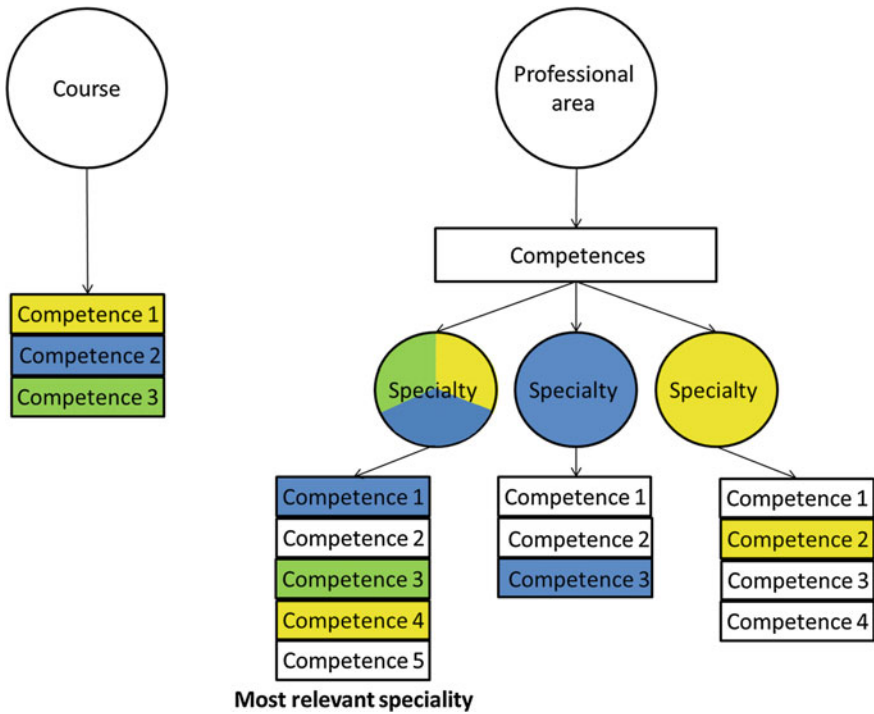 Course
Professional
area
Competences
Competence 1
Competence 2
Competence 3
Specialty
Specialty
Specialty
Competence 1
Competence 2
Competence 3
Competence 4
Competence 5
Competence 1
Competence 2
Competence 3
Competence 1
Competence 2
Competence 3
Competence 4
Most relevant speciality